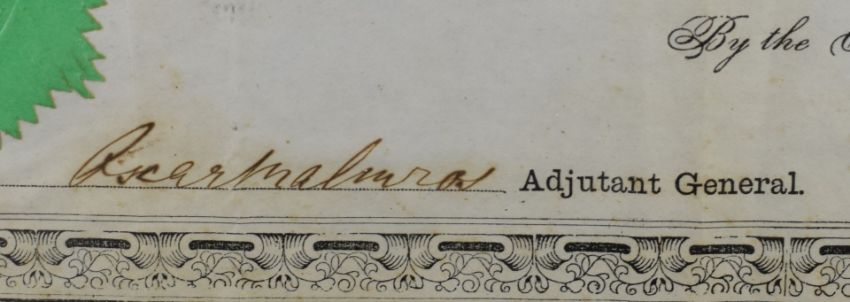 By the
Oscar Malmros Adjutant General.